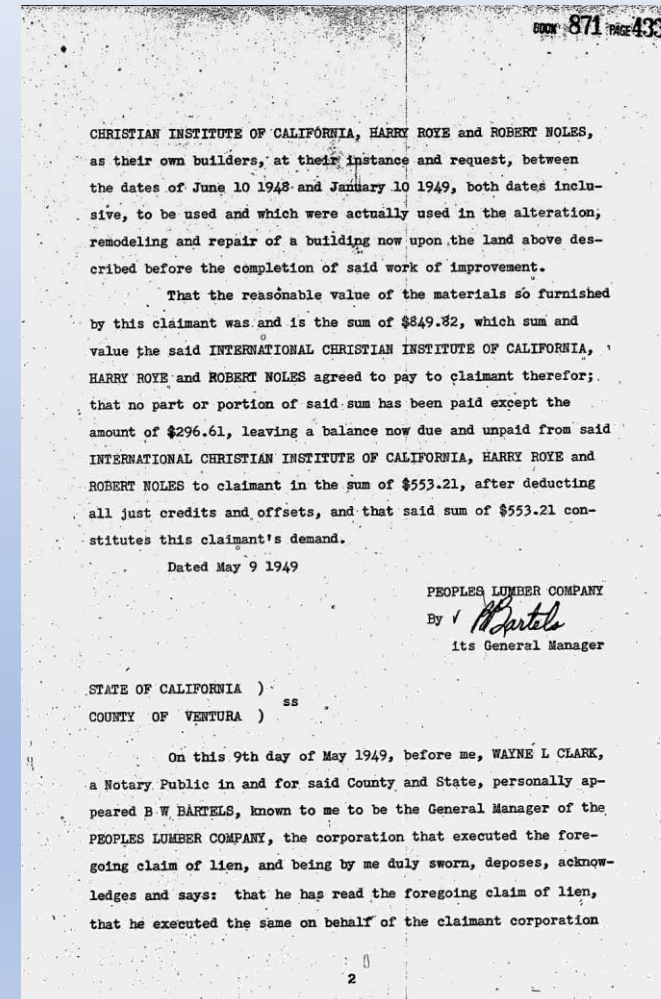 BOOK 871 PAGE 433
CHRISTIAN INSTITUTE OF CALIFORNIA, HARRY ROYE and ROBERT NOLES,
as their own builders, at their instance and request, between
the dates of June 10 1948 and January 10 1949, both dates inclu-
sive, to be used and which were actually used in the alteration,
remodeling and repair of a building now upon the land above des-
cribed before the completion of said work of improvement.
That the reasonable value of the materials so furnished
by this claimant was and is the sum of $849.82, which sum and
value the said INTERNATIONAL CHRISTIAN INSTITUTE OF CALIFORNIA,
HARRY ROYE and ROBERT NOLES agreed to pay to claimant therefor;
that no part or portion of said sum has been paid except the
amount of $296.61, leaving a balance now due and unpaid from said
INTERNATIONAL CHRISTIAN INSTITUTE OF CALIFORNIA, HARRY ROYE and
ROBERT NOLES to claimant in the sum of $553.21, after deducting
all just credits and offsets, and that said sum of $553.21 con-
stitutes this claimant's demand.
Dated May 9 1949
PEOPLES LUMBER COMPANY
By √ BBartels
its General Manager
STATE OF CALIFORNIA )
ss
COUNTY OF VENTURA )
On this 9th day of May 1949, before me, WAYNE L CLARK,
a Notary Public in and for said County and State, personally ap-
peared B W BARTELS, known to me to be the General Manager of the
PEOPLES LUMBER COMPANY, the corporation that executed the fore-
going claim of lien, and being by me duly sworn, deposes, acknow-
ledges and says: that he has read the foregoing claim of lien,
that he executed the same on behalf of the claimant corporation
2